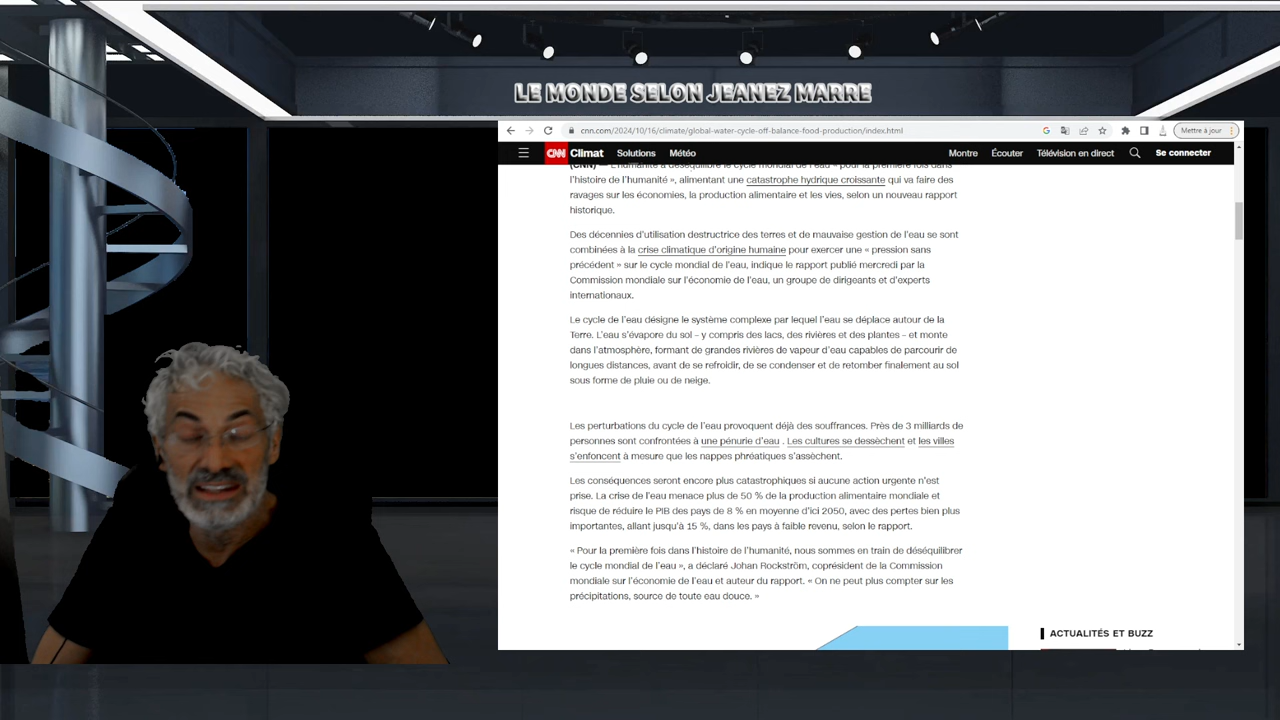 LE MONDE SELON JEANEZ MARRE
cnn.com/2024/10/16/climate/global-water-cycle-off-balance-food-production/index.html
Mettre à jour
CNN Climat Solutions Météo Montre Écouter Télévision en direct Se connecter
(CNN) — L'humanité a déséquilibré le cycle mondial de l'eau « pour la première fois dans
l'histoire de l'humanité », alimentant une catastrophe hydrique croissante qui va faire des
ravages sur les économies, la production alimentaire et les vies, selon un nouveau rapport
historique.
Des décennies d'utilisation destructrice des terres et de mauvaise gestion de l'eau se sont
combinées à la crise climatique d'origine humaine pour exercer une « pression sans
précédent » sur le cycle mondial de l'eau, indique le rapport publié mercredi par la
Commission mondiale sur l'économie de l'eau, un groupe de dirigeants et d'experts
internationaux.
Le cycle de l'eau désigne le système complexe par lequel l'eau se déplace autour de la
Terre. L'eau s'évapore du sol – y compris des lacs, des rivières et des plantes – et monte
dans l'atmosphère, formant de grandes rivières de vapeur d'eau capables de parcourir de
longues distances, avant de se refroidir, de se condenser et de retomber finalement au sol
sous forme de pluie ou de neige.
Les perturbations du cycle de l'eau provoquent déjà des souffrances. Près de 3 milliards de
personnes sont confrontées à une pénurie d'eau . Les cultures se dessèchent et les villes
s'enfoncent à mesure que les nappes phréatiques s'assèchent.
Les conséquences seront encore plus catastrophiques si aucune action urgente n'est
prise. La crise de l'eau menace plus de 50 % de la production alimentaire mondiale et
risque de réduire le PIB des pays de 8 % en moyenne d'ici 2050, avec des pertes bien plus
importantes, allant jusqu'à 15 %, dans les pays à faible revenu, selon le rapport.
« Pour la première fois dans l'histoire de l'humanité, nous sommes en train de déséquilibrer
le cycle mondial de l'eau », a déclaré Johan Rockström, coprésident de la Commission
mondiale sur l'économie de l'eau et auteur du rapport. « On ne peut plus compter sur les
précipitations, source de toute eau douce. »
ACTUALITÉS ET BUZZ